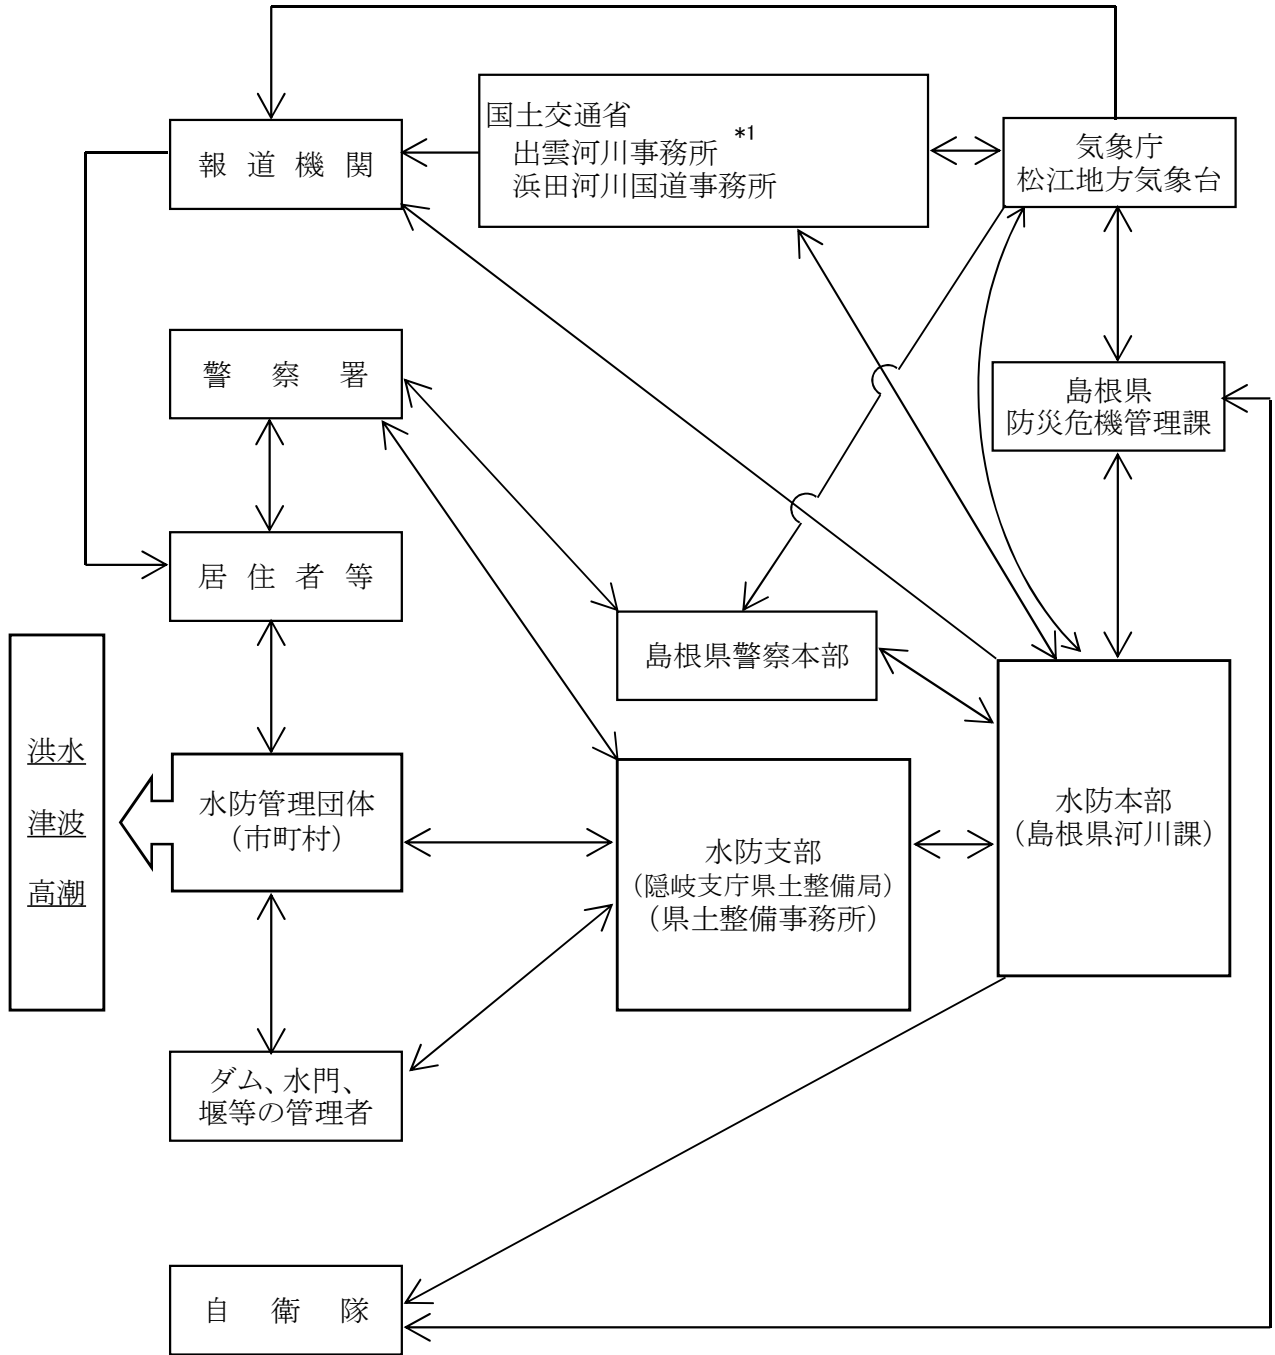 国土交通省
出雲河川事務所 *1
浜田河川国道事務所
気象庁
松江地方気象台
報道機関
警察署
島根県
防災危機管理課
居住者等
島根県警察本部
洪水
津波
高潮
水防管理団体
（市町村）
水防支部
（隠岐支庁県土整備局）
（県土整備事務所）
水防本部
（島根県河川課）
ダム、水門、
堰等の管理者
自衛隊